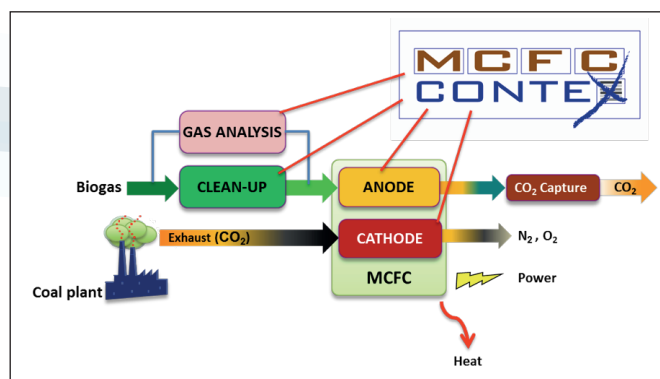 MCFC
CONTEX
GAS ANALYSIS
Biogas
CLEAN-UP
ANODE
CO₂ Capture
CO₂
Exhaust (CO₂)
CATHODE
N₂ , O₂
Coal plant
MCFC
Power
Heat